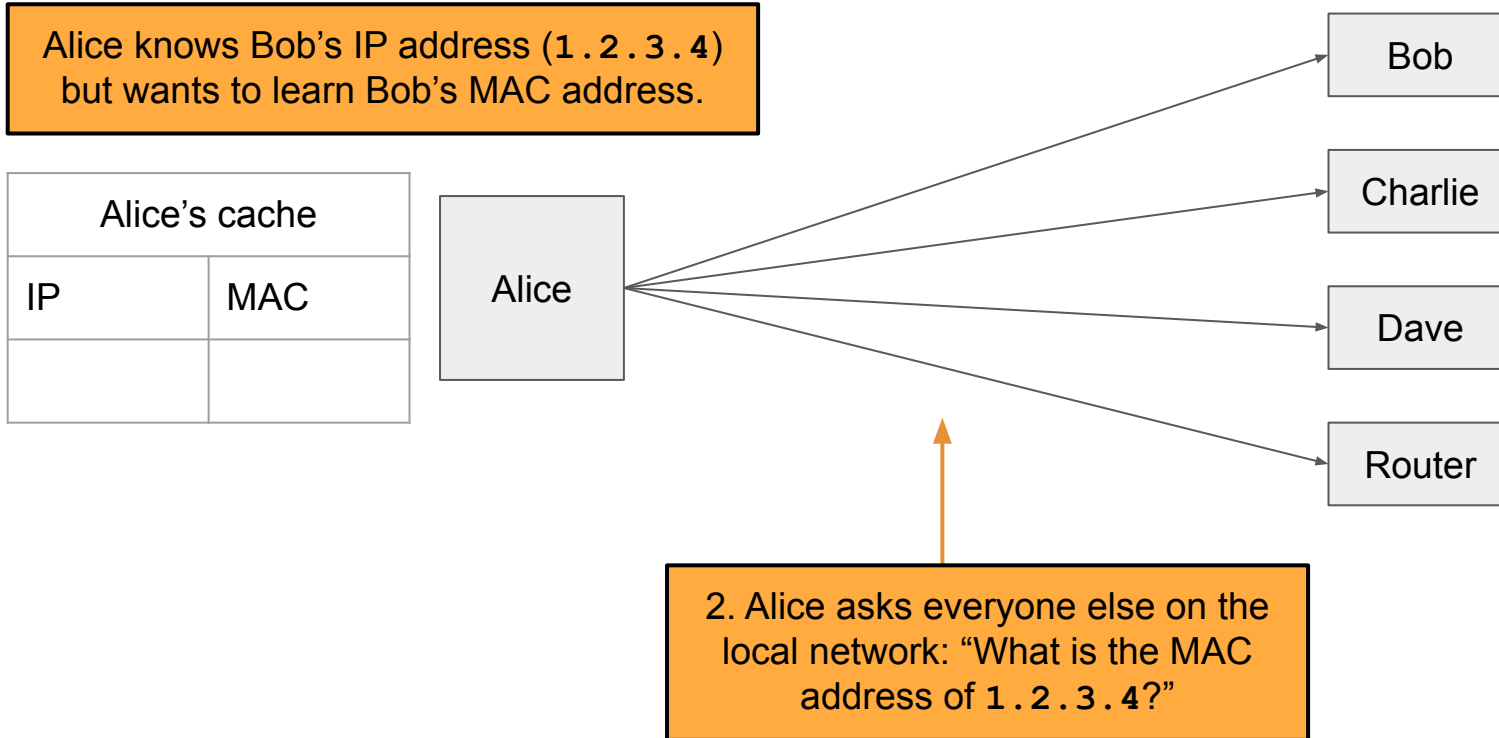 Alice knows Bob’s IP address (1.2.3.4)
but wants to learn Bob’s MAC address.
Alice’s cache
IP
MAC
Alice
Bob
Charlie
Dave
Router
2. Alice asks everyone else on the
local network: “What is the MAC
address of 1.2.3.4?”